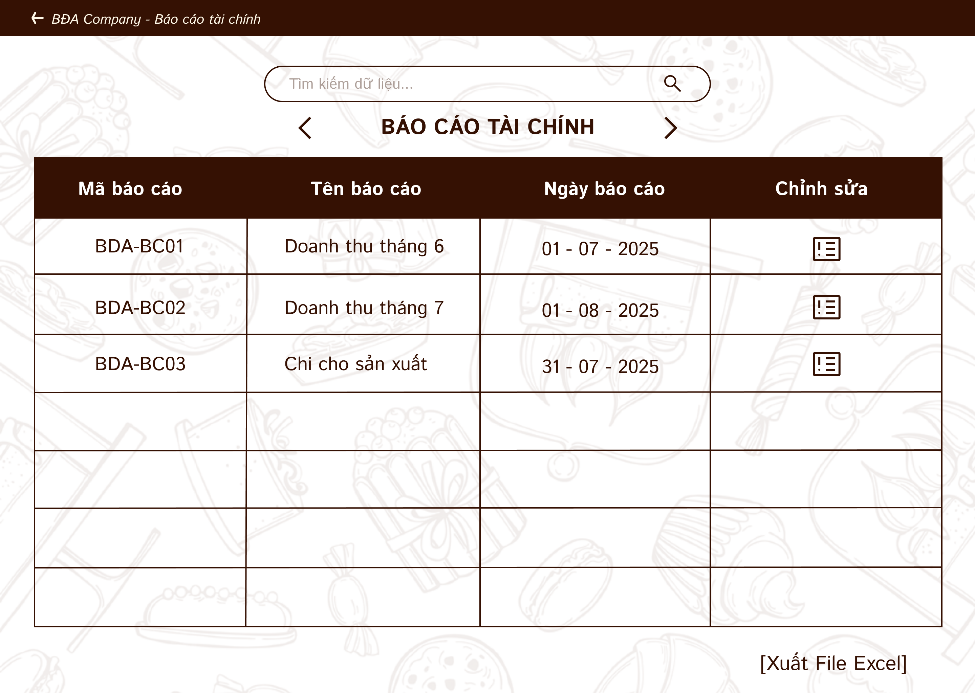 BĐA Company - Báo cáo tài chính
Tìm kiếm dữ liệu...
BÁO CÁO TÀI CHÍNH
Mã báo cáo Tên báo cáo Ngày báo cáo Chỉnh sửa
BDA-BC01 Doanh thu tháng 6 01 - 07 - 2025
BDA-BC02 Doanh thu tháng 7 01 - 08 - 2025
BDA-BC03 Chi cho sản xuất 31 - 07 - 2025
[Xuất File Excel]